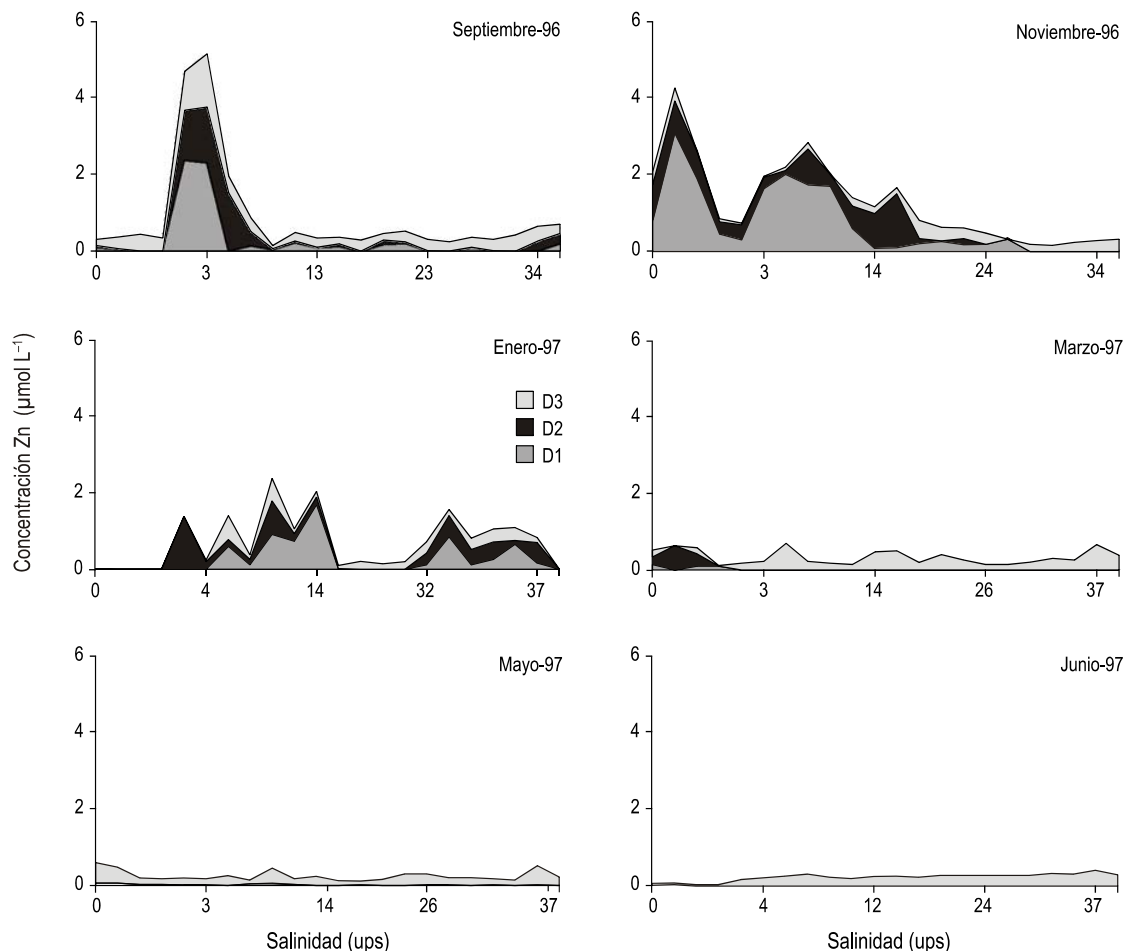 Concentración Zn (µmol L⁻¹)
Septiembre-96
6
4
2
0
0 3 13 23 34
Noviembre-96
6
4
2
0
0 3 14 24 34
Enero-97
D3
D2
D1
6
4
2
0
0 4 14 32 37
Marzo-97
6
4
2
0
0 3 14 26 37
Mayo-97
6
4
2
0
0 3 14 26 37
Salinidad (ups)
Junio-97
6
4
2
0
0 4 12 24 37
Salinidad (ups)